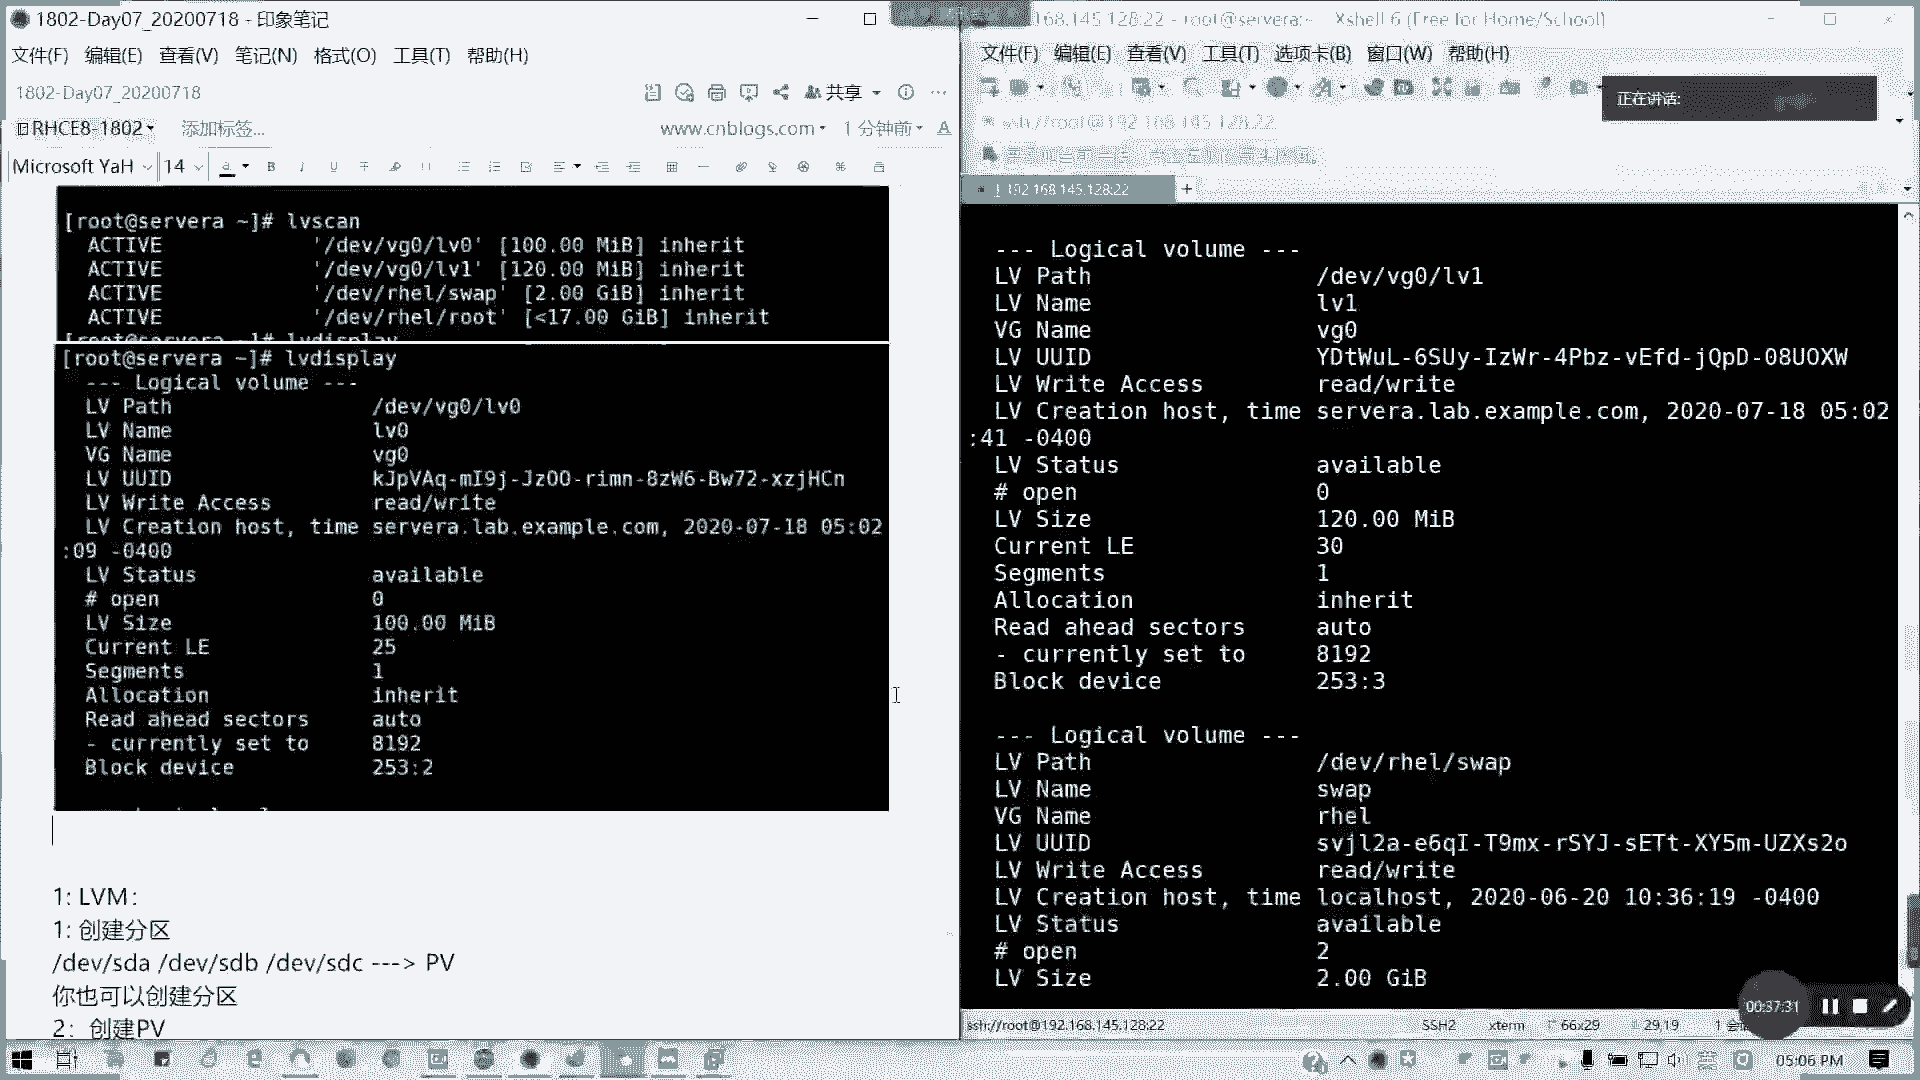 1802-Day07_20200718 - 印象笔记
文件(F) 编辑(E) 查看(V) 笔记(N) 格式(O) 工具(T) 帮助(H)
1802-Day07_20200718
共享
RHCE8-1802
添加标签...
www.cnblogs.com
1 分钟前
Microsoft YaH 14
[root@servera ~]# lvscan
ACTIVE '/dev/vg0/lv0' [100.00 MiB] inherit
ACTIVE '/dev/vg0/lv1' [120.00 MiB] inherit
ACTIVE '/dev/rhel/swap' [2.00 GiB] inherit
ACTIVE '/dev/rhel/root' [<17.00 GiB] inherit
[root@servera ~]# lvdisplay
[root@servera ~]# lvdisplay
--- Logical volume ---
LV Path /dev/vg0/lv0
LV Name lv0
VG Name vg0
LV UUID kJpVAq-mI9j-JzOO-rimn-8zW6-Bw72-xzjHCn
LV Write Access read/write
LV Creation host, time servera.lab.example.com, 2020-07-18 05:02
:09 -0400
LV Status available
# open 0
LV Size 100.00 MiB
Current LE 25
Segments 1
Allocation inherit
Read ahead sectors auto
- currently set to 8192
Block device 253:2
1: LVM：
1: 创建分区
/dev/sda /dev/sdb /dev/sdc ---> PV
你也可以创建分区
2：创建PV
168.145.128:22 - root@servera:~ Xshell 6 (Free for Home/School)
文件(F) 编辑(E) 查看(V) 工具(T) 选项卡(B) 窗口(W) 帮助(H)
正在讲话:
ssh://root@192.168.145.128:22
1 192.168.145.128:22
--- Logical volume ---
LV Path /dev/vg0/lv1
LV Name lv1
VG Name vg0
LV UUID YDtWuL-6SUy-IzWr-4Pbz-vEfd-jQpD-08UOXW
LV Write Access read/write
LV Creation host, time servera.lab.example.com, 2020-07-18 05:02
:41 -0400
LV Status available
# open 0
LV Size 120.00 MiB
Current LE 30
Segments 1
Allocation inherit
Read ahead sectors auto
- currently set to 8192
Block device 253:3
--- Logical volume ---
LV Path /dev/rhel/swap
LV Name swap
VG Name rhel
LV UUID svjl2a-e6qI-T9mx-rSYJ-sETt-XY5m-UZXs2o
LV Write Access read/write
LV Creation host, time localhost, 2020-06-20 10:36:19 -0400
LV Status available
# open 2
LV Size 2.00 GiB
00:37:31
ssh://root@192.168.145.128:22 SSH2 xterm 66x29 29,19
英
05:06 PM